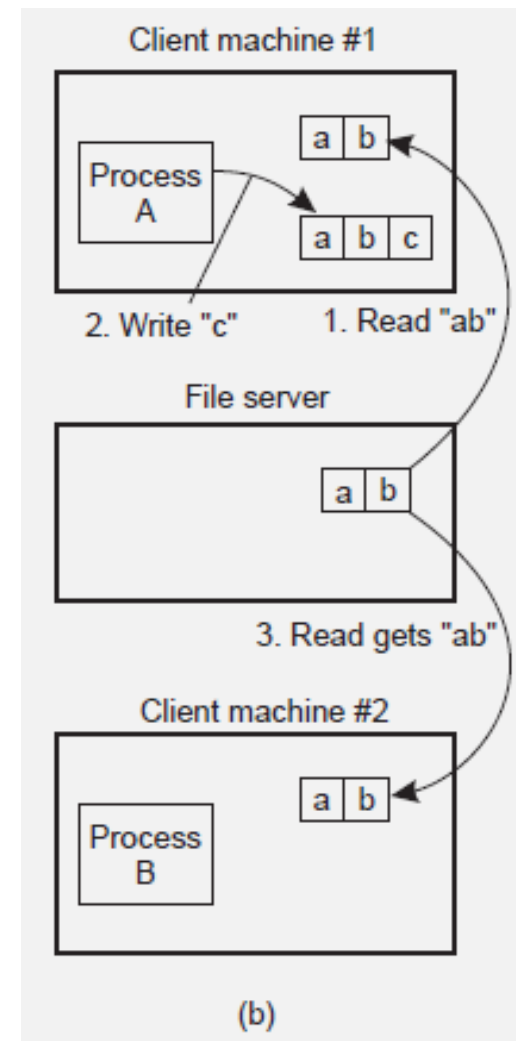 Client machine #1
a b
Process
A
a b c
2. Write "c"
1. Read "ab"
File server
a b
3. Read gets "ab"
Client machine #2
a b
Process
B
(b)